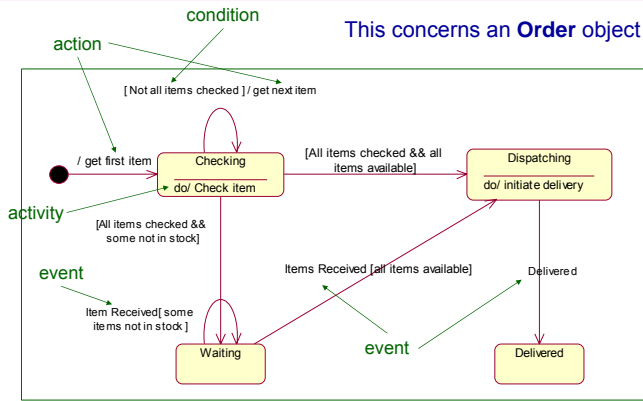 condition
This concerns an Order object
action
[ Not all items checked ] / get next item
/ get first item
Checking
do/ Check item
[All items checked && all
items available]
Dispatching
do/ initiate delivery
activity
[All items checked &&
some not in stock]
event
Items Received [all items available]
Delivered
Item Received[ some
items not in stock ]
event
Waiting
Delivered